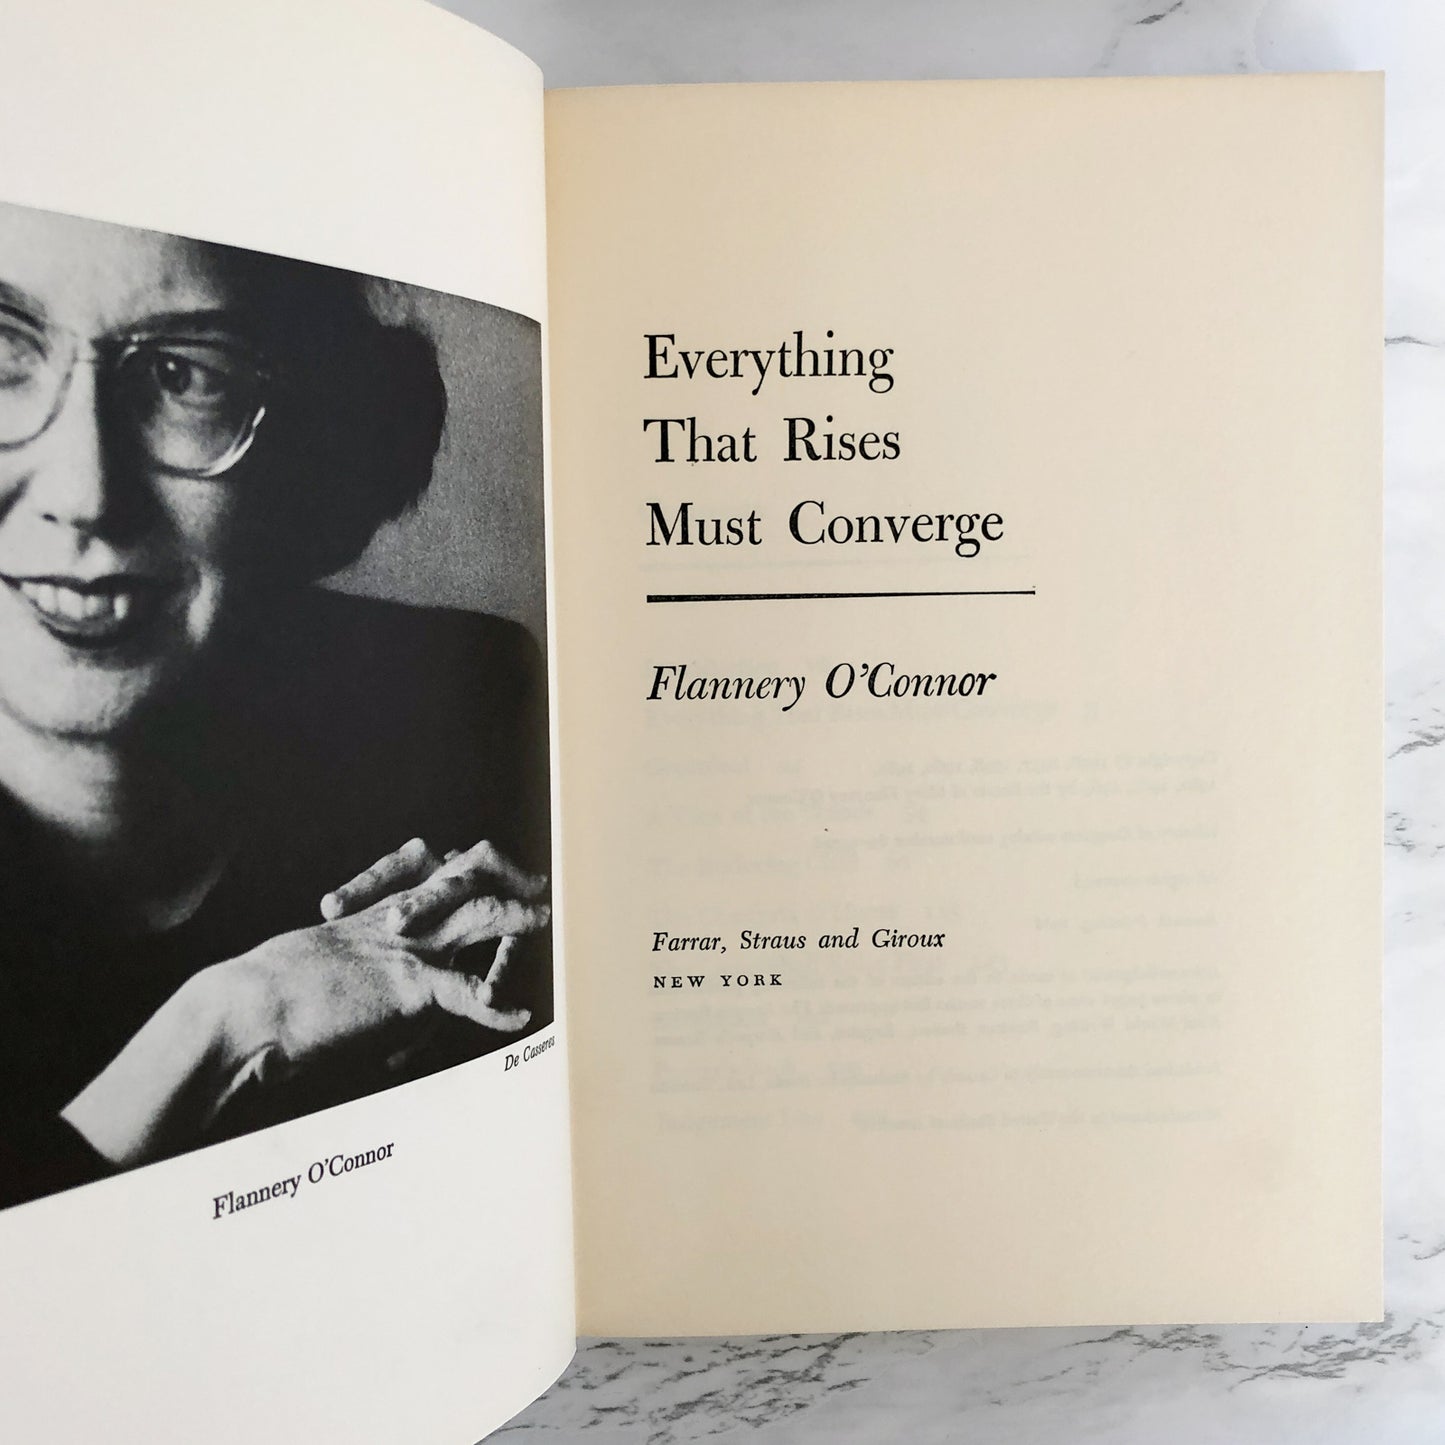 De Casseres
Flannery O'Connor
Everything
That Rises
Must Converge
Flannery O'Connor
Farrar, Straus and Giroux
NEW YORK